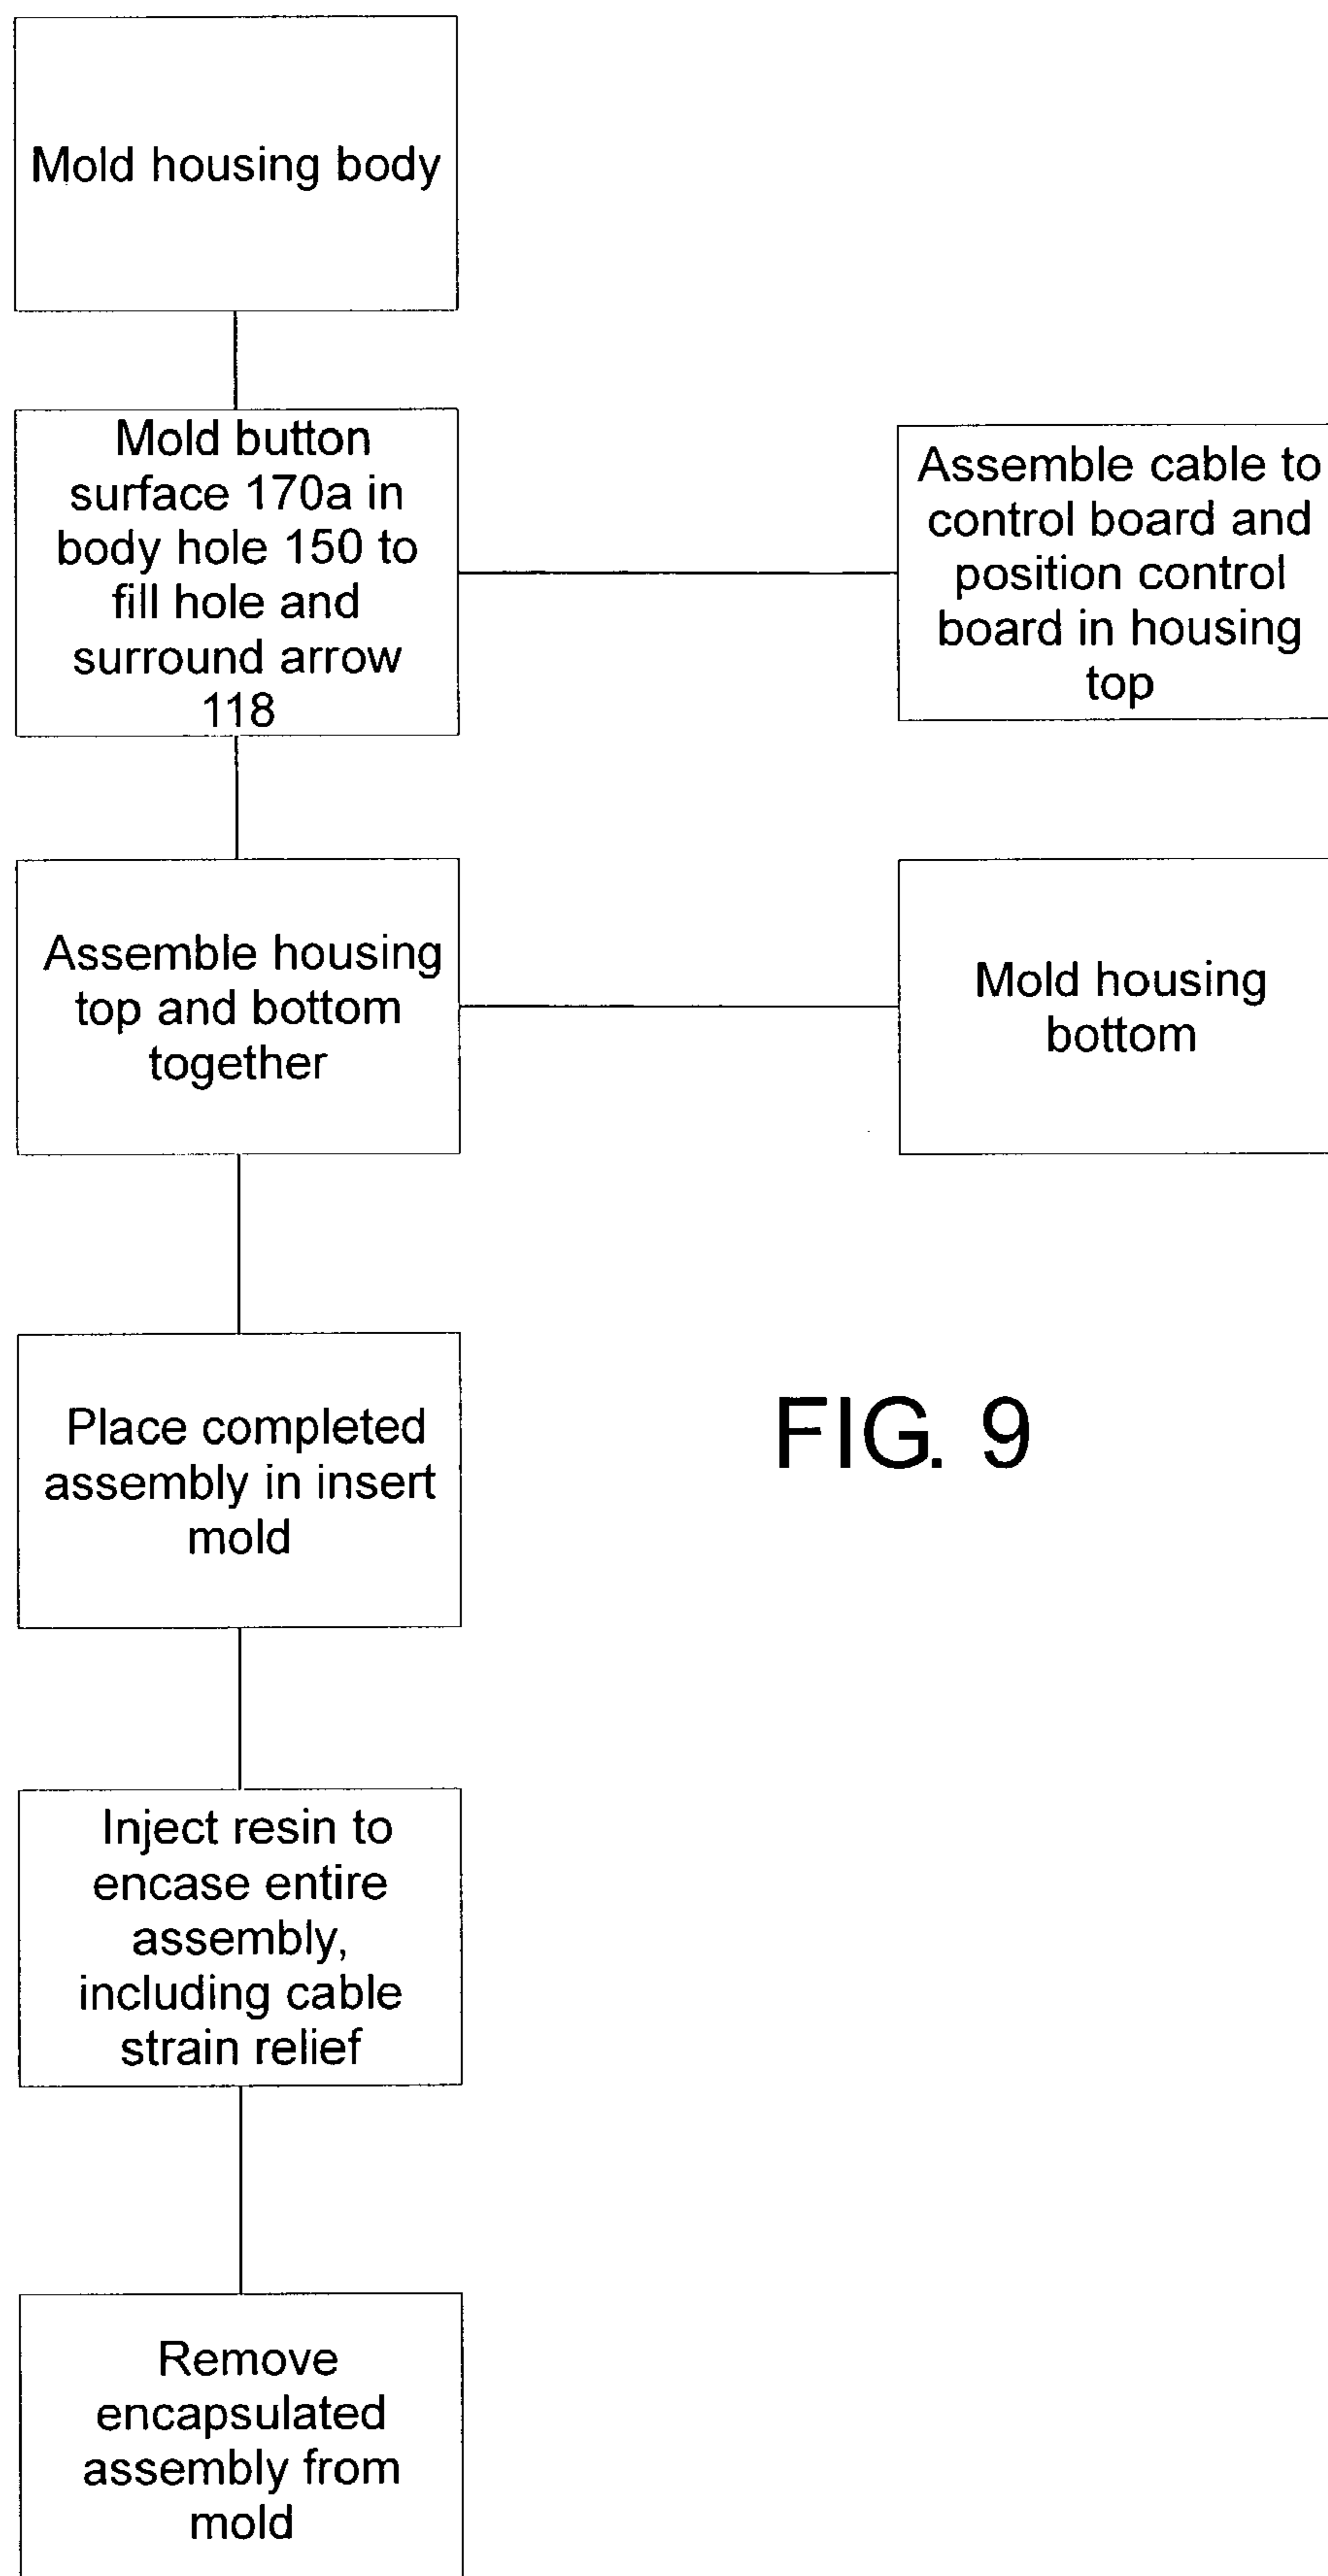 Mold housing body
Mold button
surface 170a in
body hole 150 to
fill hole and
surround arrow
118
Assemble cable to
control board and
position control
board in housing
top
Assemble housing
top and bottom
together
Mold housing
bottom
Place completed
assembly in insert
mold
FIG. 9
Inject resin to
encase entire
assembly,
including cable
strain relief
Remove
encapsulated
assembly from
mold